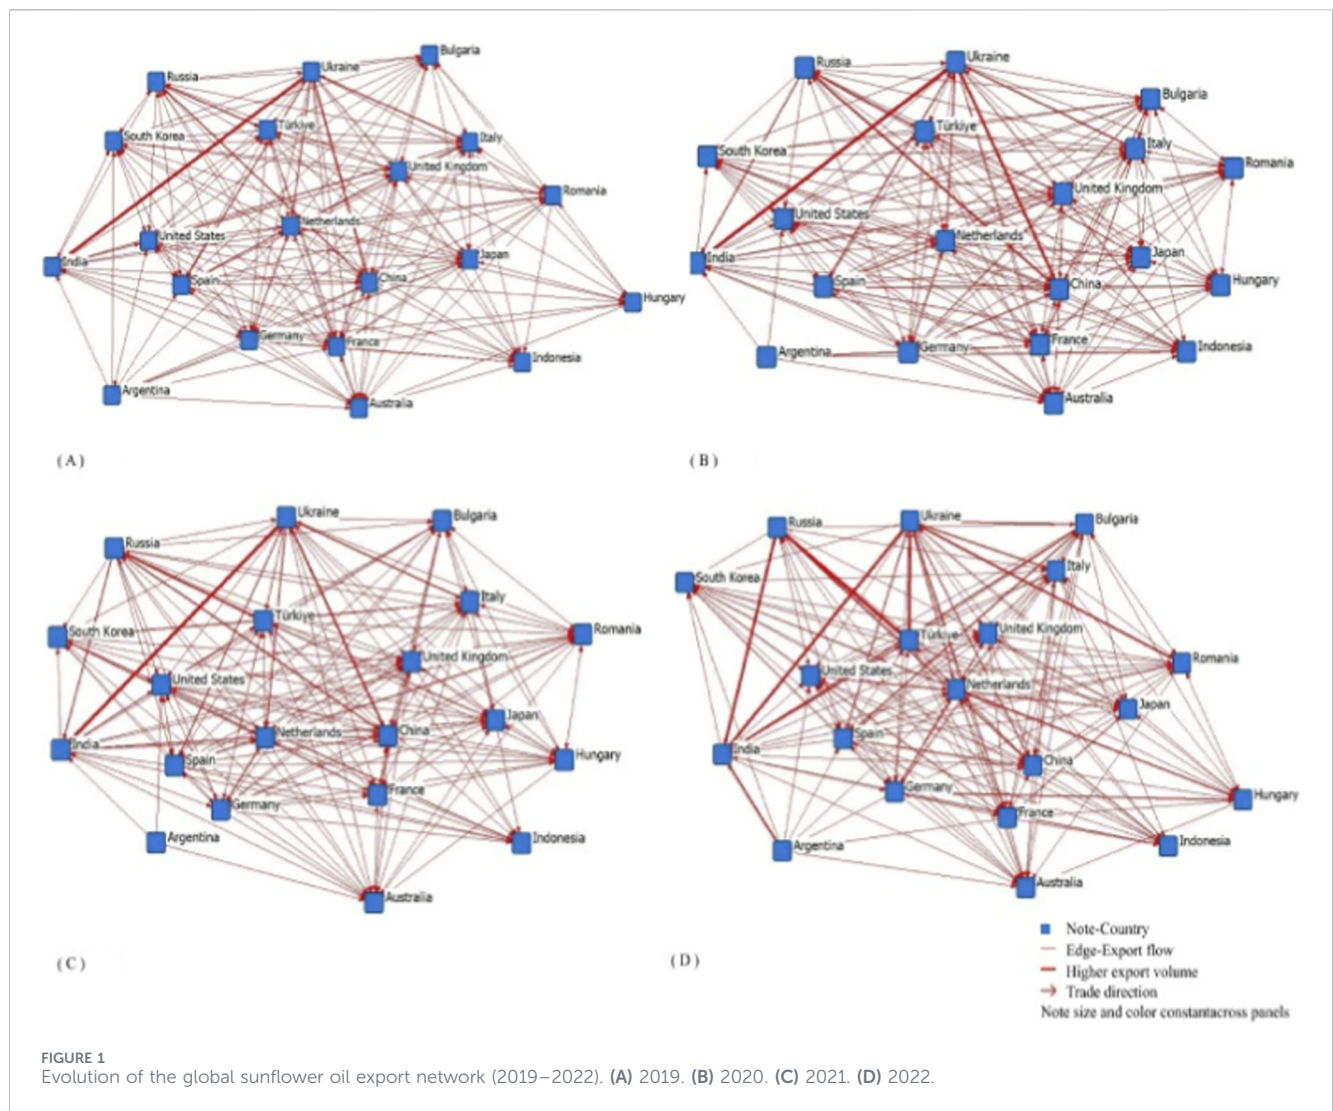 Bulgaria
Ukraine
Russia
Türkiye
South Korea
Italy
United Kingdom
Romania
Netherlands
United States
Japan
India
China
Spain
Hungary
Germany
France
Indonesia
Argentina
Australia
(A)
Ukraine
Russia
Bulgaria
Türkiye
Italy
South Korea
Romania
United Kingdom
United States
Netherlands
Japan
India
Spain
China
Hungary
France
Indonesia
Argentina
Germany
Australia
(B)
Ukraine
Bulgaria
Russia
Italy
Türkiye
South Korea
Romania
United Kingdom
United States
Japan
Netherlands
China
India
Spain
Hungary
France
Germany
Argentina
Indonesia
Australia
(C)
Ukraine
Bulgaria
Russia
Italy
South Korea
United Kingdom
Türkiye
Romania
United States
Netherlands
Japan
Spain
India
China
Germany
Hungary
France
Indonesia
Argentina
Australia
(D)
Note-Country
Edge-Export flow
Higher export volume
Trade direction
Note size and color constantacross panels
FIGURE 1
Evolution of the global sunflower oil export network (2019–2022). (A) 2019. (B) 2020. (C) 2021. (D) 2022.